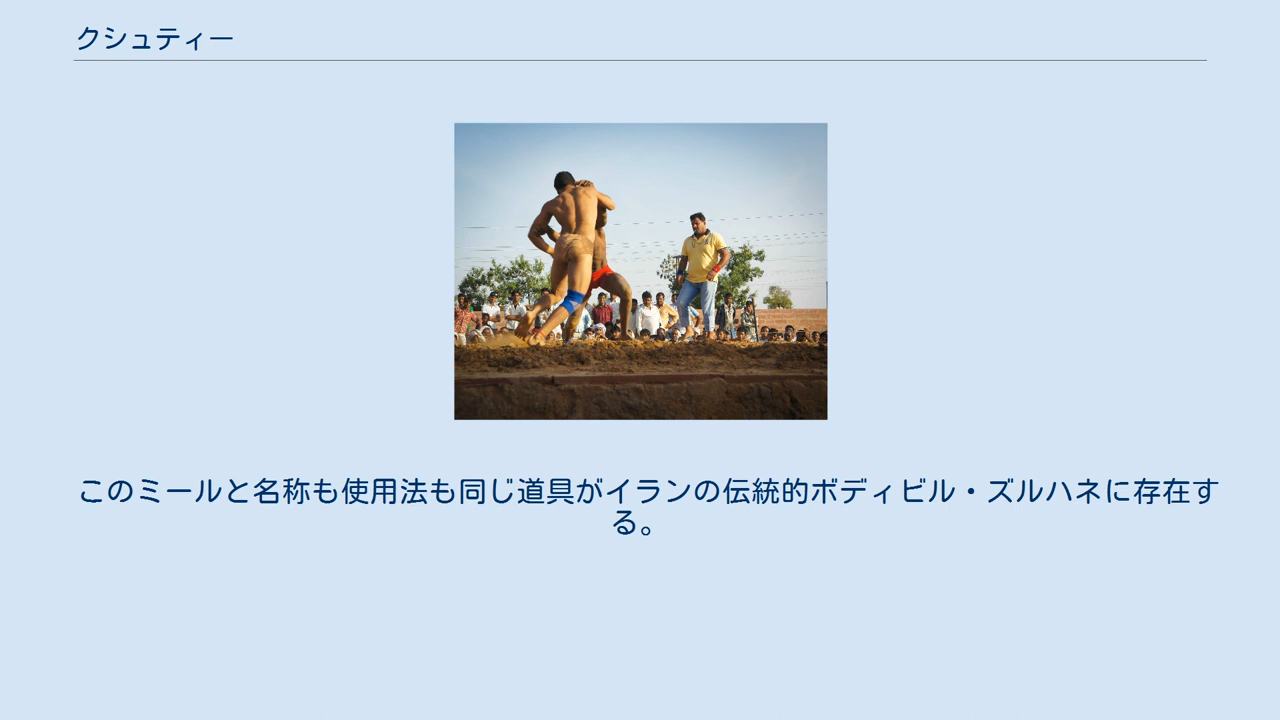 クシュティー
このミールと名称も使用法も同じ道具がイランの伝統的ボディビル・ズルハネに存在す
る。